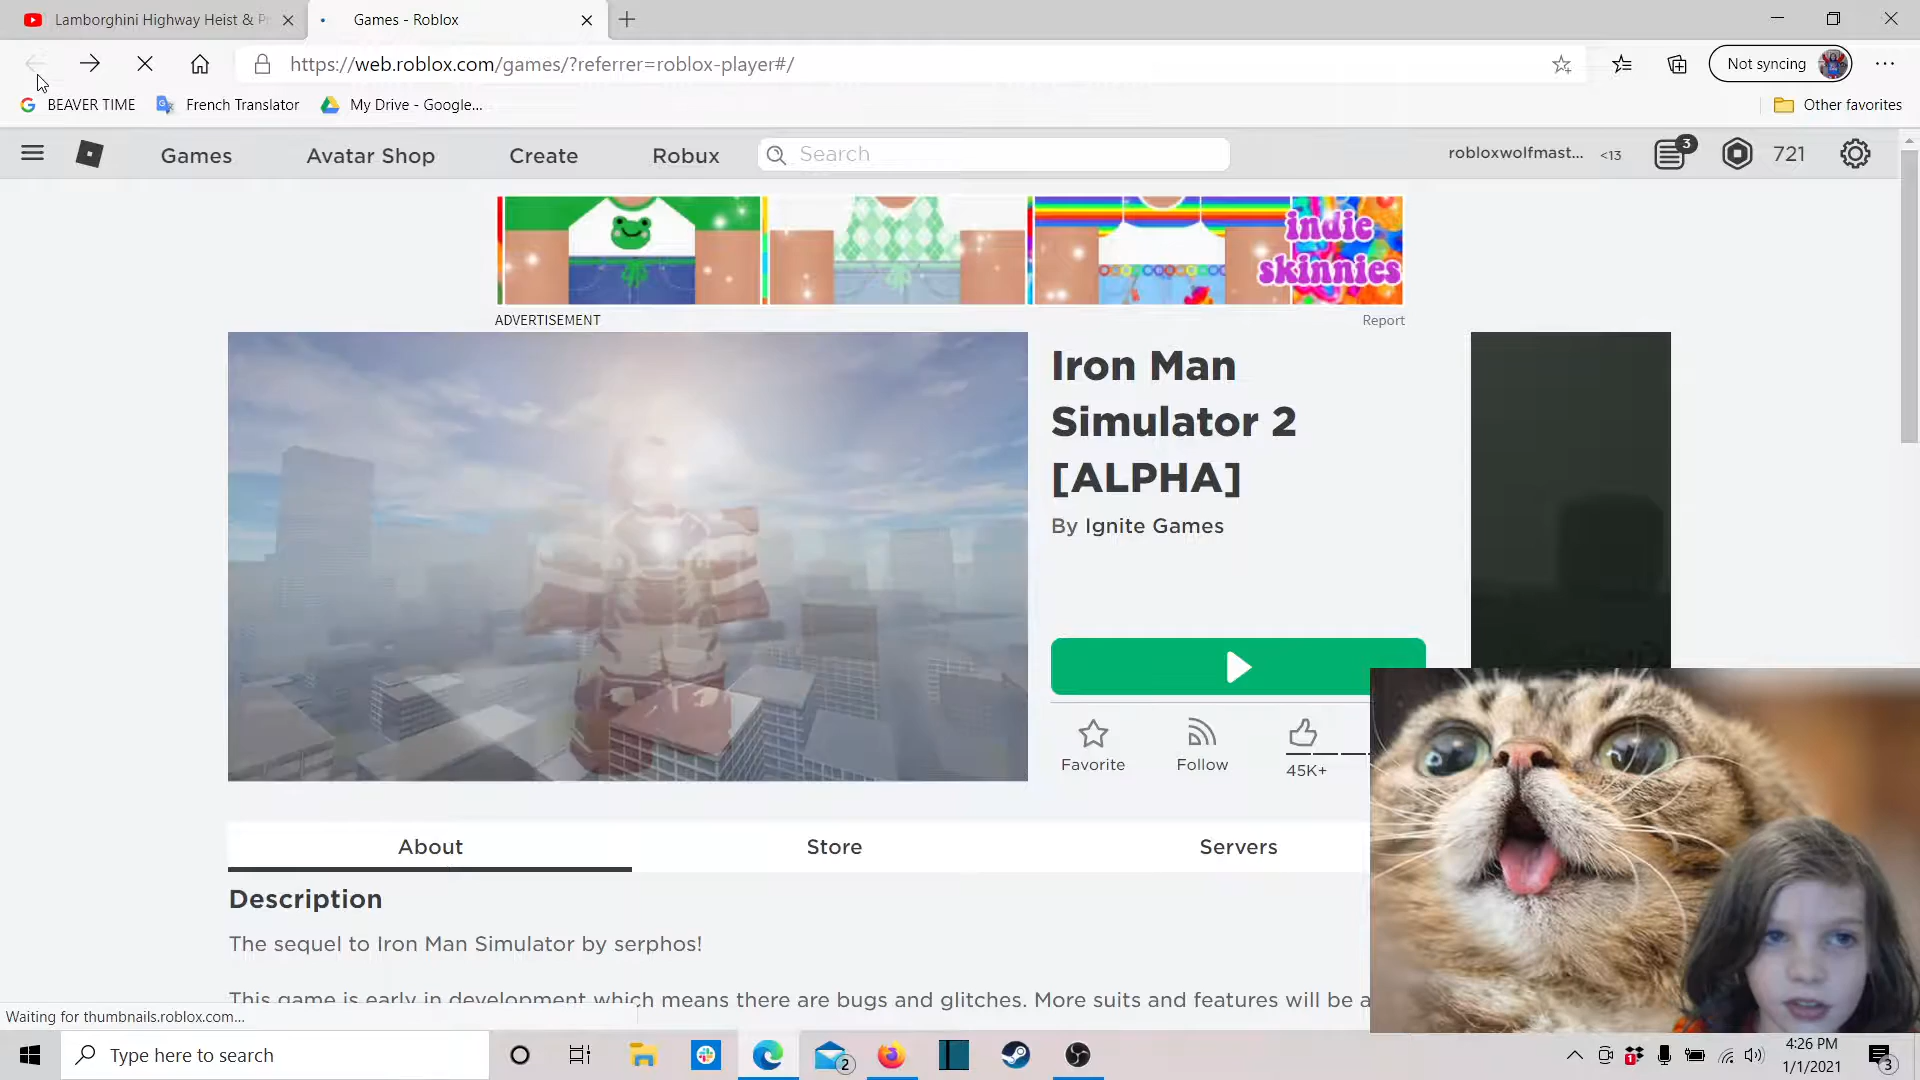 Lamborghini Highway Heist & P
Games - Roblox
https://web.roblox.com/games/?referrer=roblox-player#/
Not syncing
BEAVER TIME
French Translator
My Drive - Google...
Other favorites
Games
Avatar Shop
Create
Robux
Search
robloxwolfmast...
<13
3
721
indie
skinnies
ADVERTISEMENT
Report
Iron Man
Simulator 2
[ALPHA]
By Ignite Games
Favorite
Follow
45K+
About
Store
Servers
Description
The sequel to Iron Man Simulator by serphos!
This game is early in development which means there are bugs and glitches. More suits and features will be a
Waiting for thumbnails.roblox.com...
Type here to search
2
1
4:26 PM
1/1/2021
3